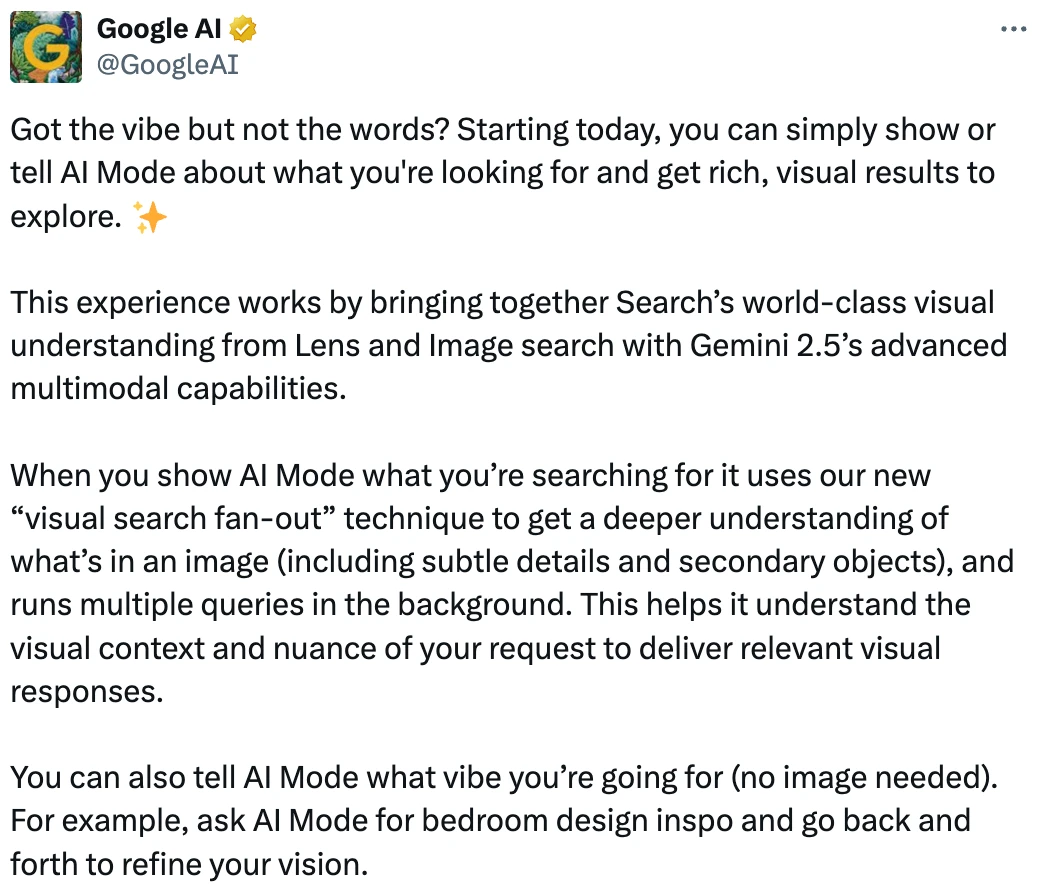 Google AI
@GoogleAI
Got the vibe but not the words? Starting today, you can simply show or
tell AI Mode about what you're looking for and get rich, visual results to
explore. ✨
This experience works by bringing together Search’s world-class visual
understanding from Lens and Image search with Gemini 2.5’s advanced
multimodal capabilities.
When you show AI Mode what you’re searching for it uses our new
“visual search fan-out” technique to get a deeper understanding of
what’s in an image (including subtle details and secondary objects), and
runs multiple queries in the background. This helps it understand the
visual context and nuance of your request to deliver relevant visual
responses.
You can also tell AI Mode what vibe you’re going for (no image needed).
For example, ask AI Mode for bedroom design inspo and go back and
forth to refine your vision.